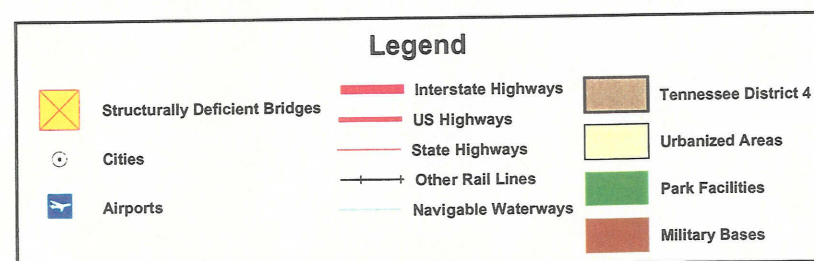 Legend
Structurally Deficient Bridges
Cities
Airports
Interstate Highways
US Highways
State Highways
Other Rail Lines
Navigable Waterways
Tennessee District 4
Urbanized Areas
Park Facilities
Military Bases